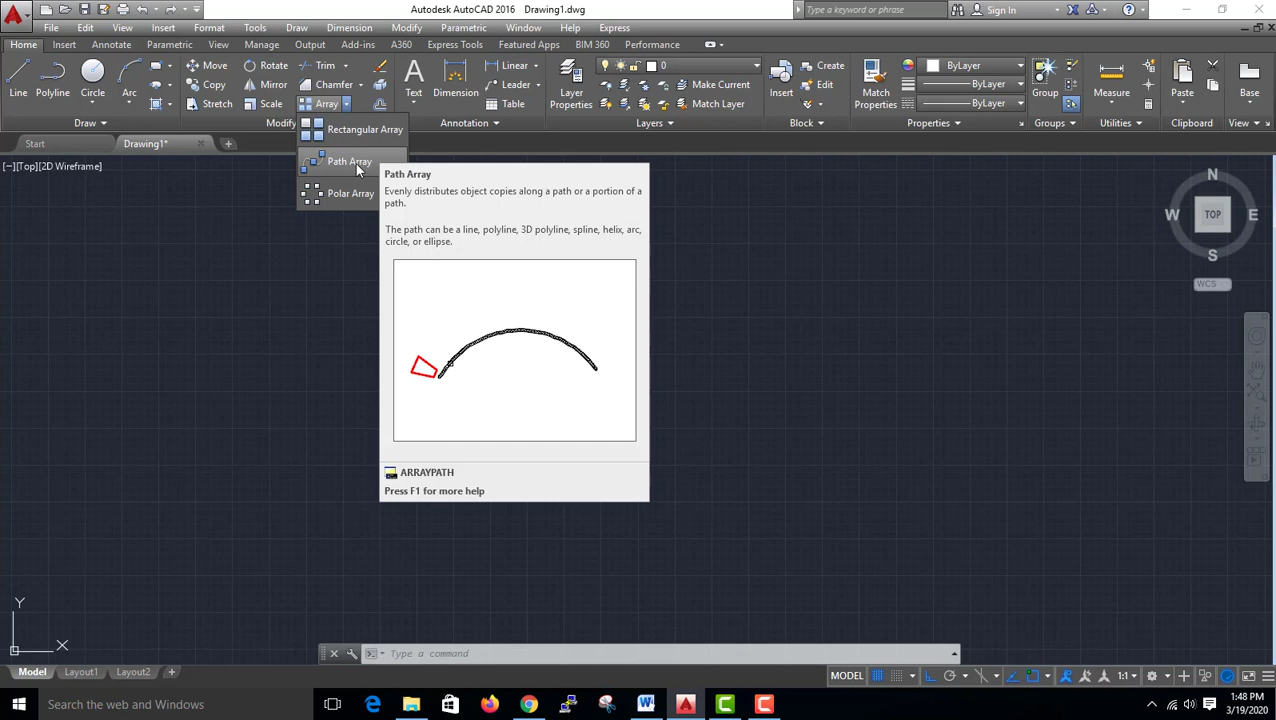 Autodesk AutoCAD 2016 Drawing1.dwg
Type a keyword or phrase
Sign In
File Edit View Insert Format Tools Draw Dimension Modify Parametric Window Help Express
Home Insert Annotate Parametric View Manage Output Add-ins A360 Express Tools Featured Apps BIM 360 Performance
Line Polyline Circle Arc
Move Rotate Trim
Copy Mirror Chamfer
Stretch Scale Array
Text Dimension
Linear
Leader
Table
Layer
Properties
0
Make Current
Match Layer
Insert
Create
Edit
Match
Properties
ByLayer
ByLayer
ByLayer
Group
Measure
Paste
Base
Draw Modify Annotation Layers Block Properties Groups Utilities Clipboard View
Rectangular Array
Path Array
Polar Array
Start Drawing1*
[−][Top][2D Wireframe]
Path Array
Evenly distributes object copies along a path or a portion of a
path.
The path can be a line, polyline, 3D polyline, spline, helix, arc,
circle, or ellipse.
ARRAYPATH
Press F1 for more help
N
W TOP E
S
WCS
Y
X
Type a command
Model Layout1 Layout2
MODEL 1:1
Search the web and Windows
1:48 PM
3/19/2020